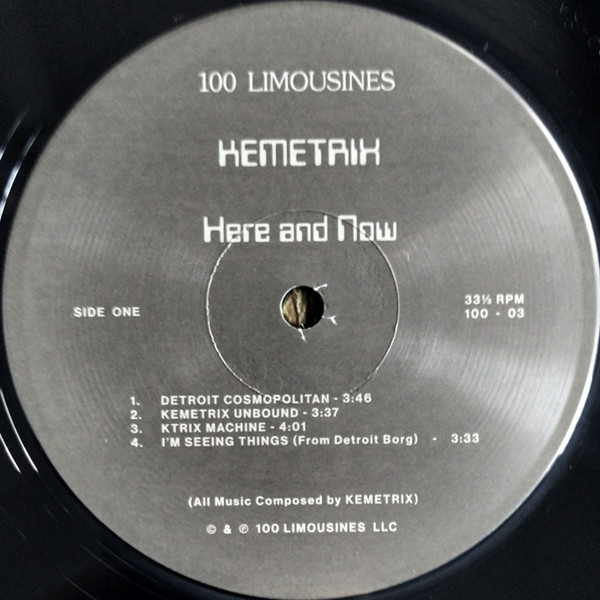 100 LIMOUSINES
KEMETRIX
Here and Now
SIDE ONE
33⅓ RPM
100 - 03
1. DETROIT COSMOPOLITAN - 3:46
2. KEMETRIX UNBOUND - 3:37
3. KTRIX MACHINE - 4:01
4. I'M SEEING THINGS (From Detroit Borg) - 3:33
(All Music Composed by KEMETRIX)
© & ℗ 100 LIMOUSINES LLC